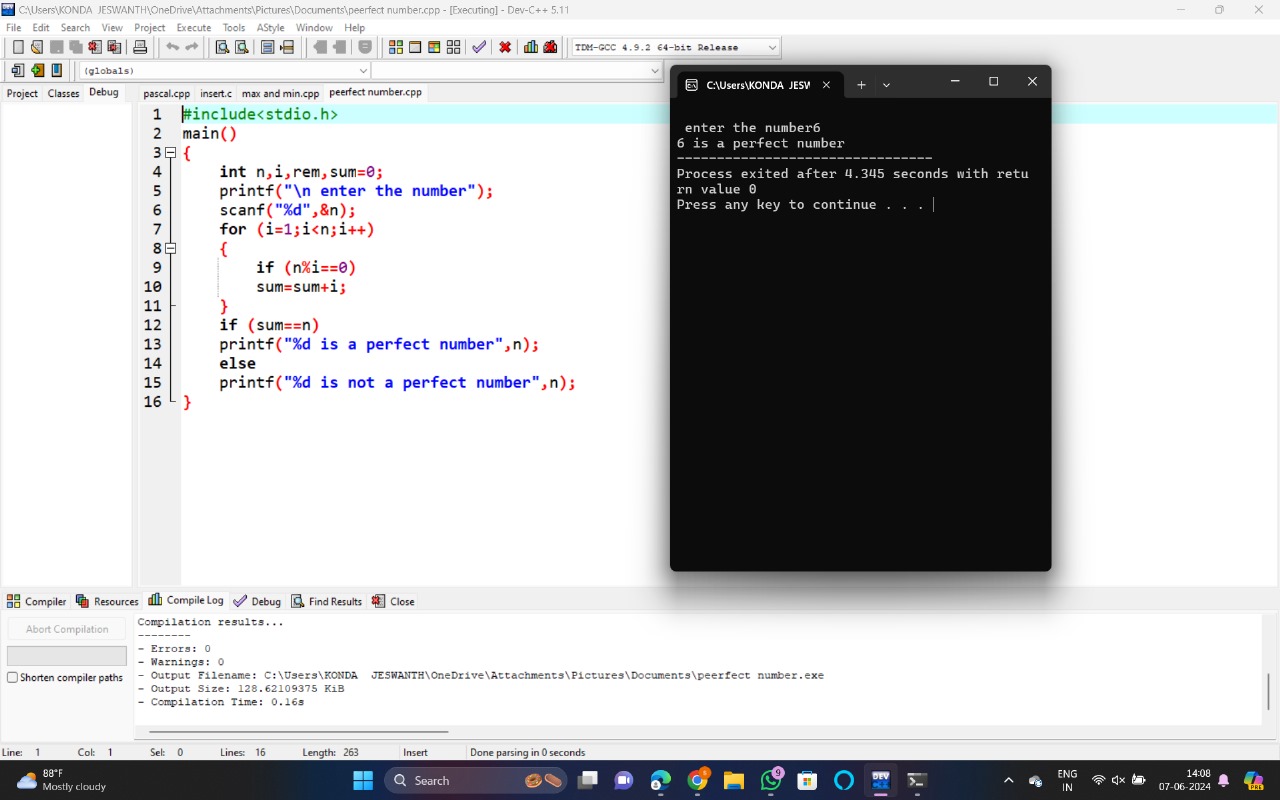 C:\Users\KONDA JESWANTH\OneDrive\Attachments\Pictures\Documents\peerfect number.cpp - [Executing] - Dev-C++ 5.11
File Edit Search View Project Execute Tools AStyle Window Help
TDM-GCC 4.9.2 64-bit Release
(globals)
Project Classes Debug
pascal.cpp insert.c max and min.cpp peerfect number.cpp
1 #include<stdio.h>
2 main()
3 {
4 int n,i,rem,sum=0;
5 printf("\n enter the number");
6 scanf("%d",&n);
7 for (i=1;i<n;i++)
8 {
9 if (n%i==0)
10 sum=sum+i;
11 }
12 if (sum==n)
13 printf("%d is a perfect number",n);
14 else
15 printf("%d is not a perfect number",n);
16 }
C:\Users\KONDA JESW
enter the number6
6 is a perfect number
--------------------------------
Process exited after 4.345 seconds with retu
rn value 0
Press any key to continue . . .
Compiler Resources Compile Log Debug Find Results Close
Abort Compilation
Shorten compiler paths
Compilation results...
--------
- Errors: 0
- Warnings: 0
- Output Filename: C:\Users\KONDA JESWANTH\OneDrive\Attachments\Pictures\Documents\peerfect number.exe
- Output Size: 128.62109375 KiB
- Compilation Time: 0.16s
Line: 1 Col: 1 Sel: 0 Lines: 16 Length: 263 Insert Done parsing in 0 seconds
88°F
Mostly cloudy
Search
9
DEV
ENG
IN
14:08
07-06-2024
PRE